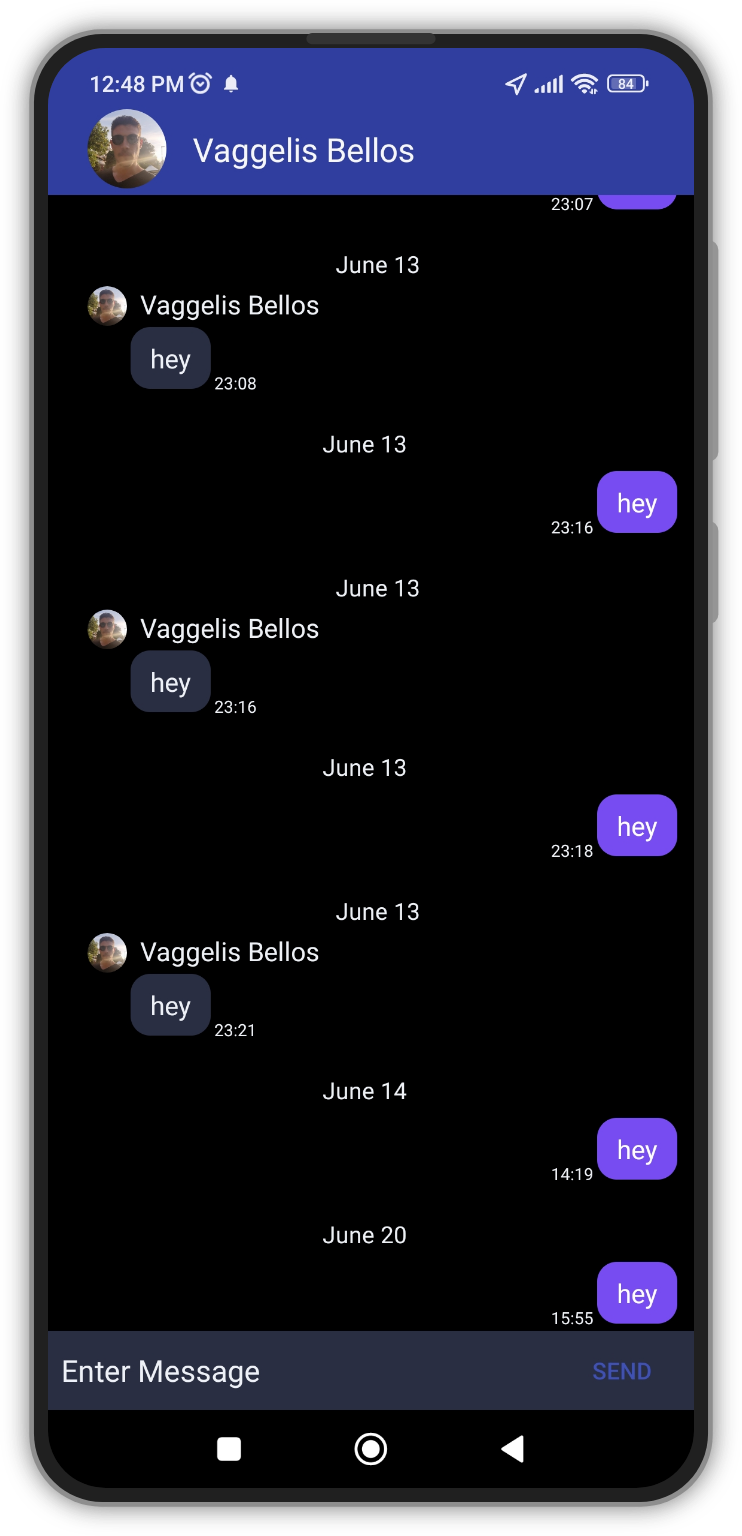 12:48 PM 84
Vaggelis Bellos
23:07
June 13
Vaggelis Bellos
hey
23:08
June 13
hey
23:16
June 13
Vaggelis Bellos
hey
23:16
June 13
hey
23:18
June 13
Vaggelis Bellos
hey
23:21
June 14
hey
14:19
June 20
hey
15:55
Enter Message SEND